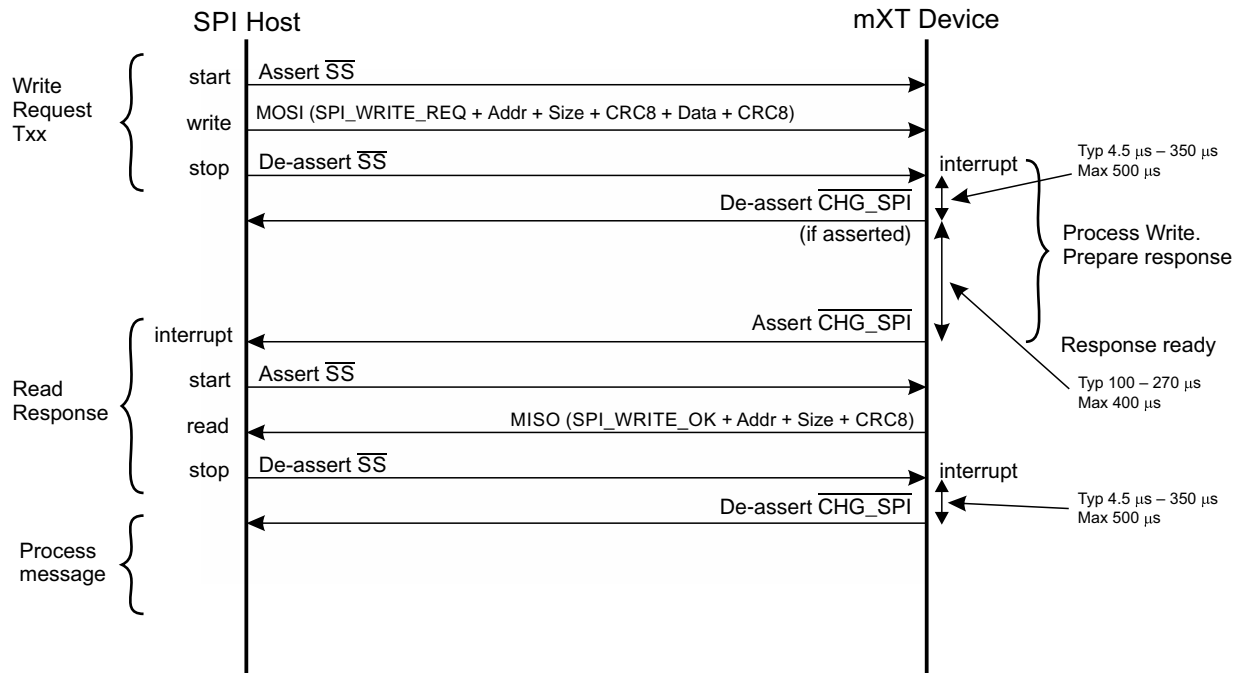 SPI Host
mXT Device
Write
Request
Txx
start
Assert SS
write
MOSI (SPI_WRITE_REQ + Addr + Size + CRC8 + Data + CRC8)
stop
De-assert SS
interrupt
Typ 4.5 μs – 350 μs
Max 500 μs
De-assert CHG_SPI
(if asserted)
Process Write.
Prepare response
interrupt
Assert CHG_SPI
Response ready
Read
Response
start
Assert SS
Typ 100 – 270 μs
Max 400 μs
read
MISO (SPI_WRITE_OK + Addr + Size + CRC8)
stop
De-assert SS
interrupt
De-assert CHG_SPI
Typ 4.5 μs – 350 μs
Max 500 μs
Process
message